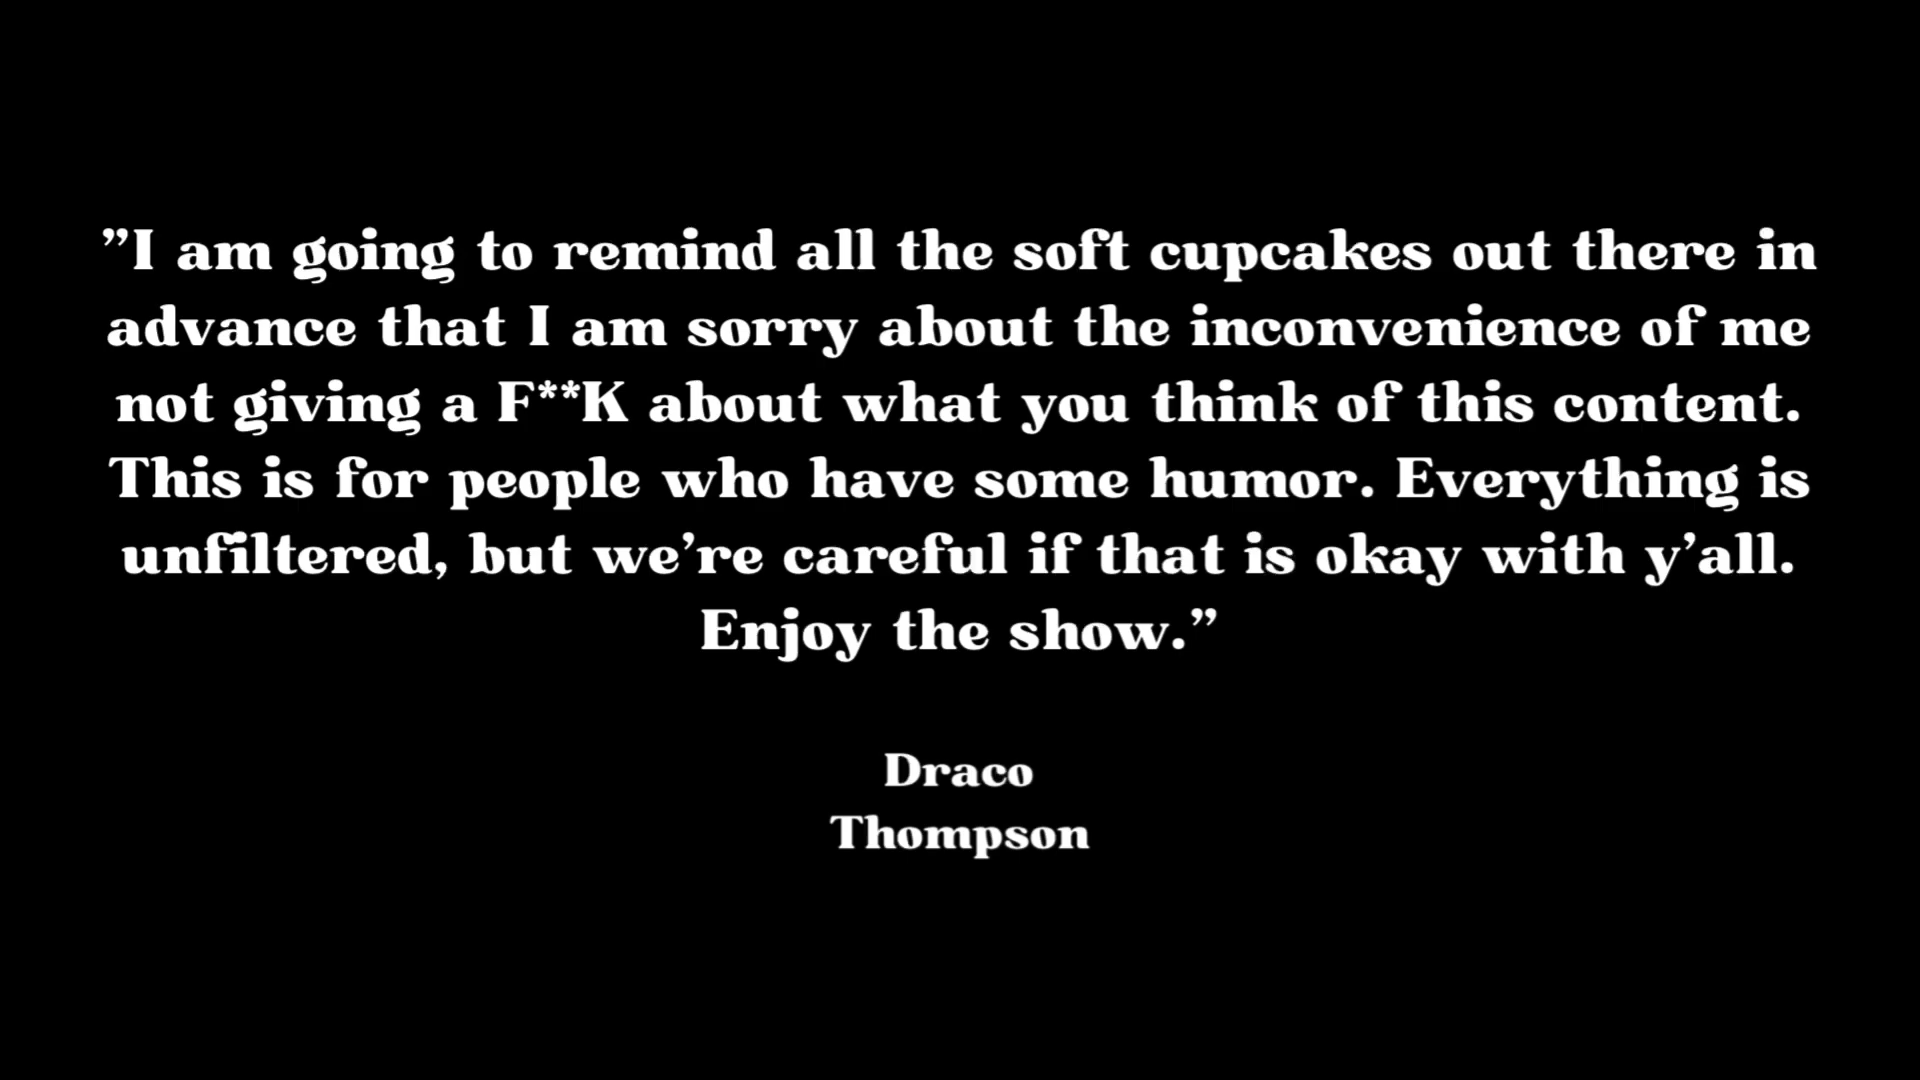 ”I am going to remind all the soft cupcakes out there in
advance that I am sorry about the inconvenience of me
not giving a F**K about what you think of this content.
This is for people who have some humor. Everything is
unfiltered, but we’re careful if that is okay with y’all.
Enjoy the show.”
Draco
Thompson